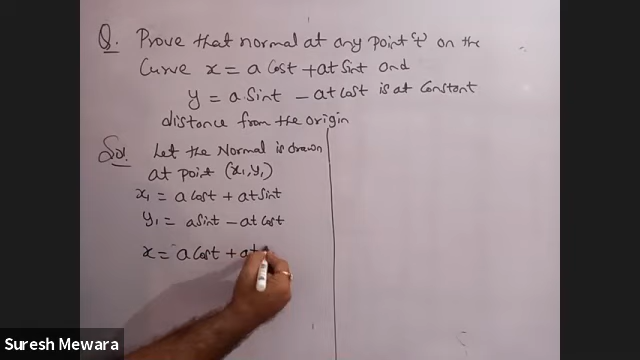 Q. Prove that normal at any point 't' on the
Curve x = a cost + at sint and
y = a sint - at cost is at constant
distance from the origin
Sol. Let the Normal is drawn
at point (x₁, y₁)
x₁ = a cost + at sint
y₁ = a sint - at cost
x = a cost + at
Suresh Mewara